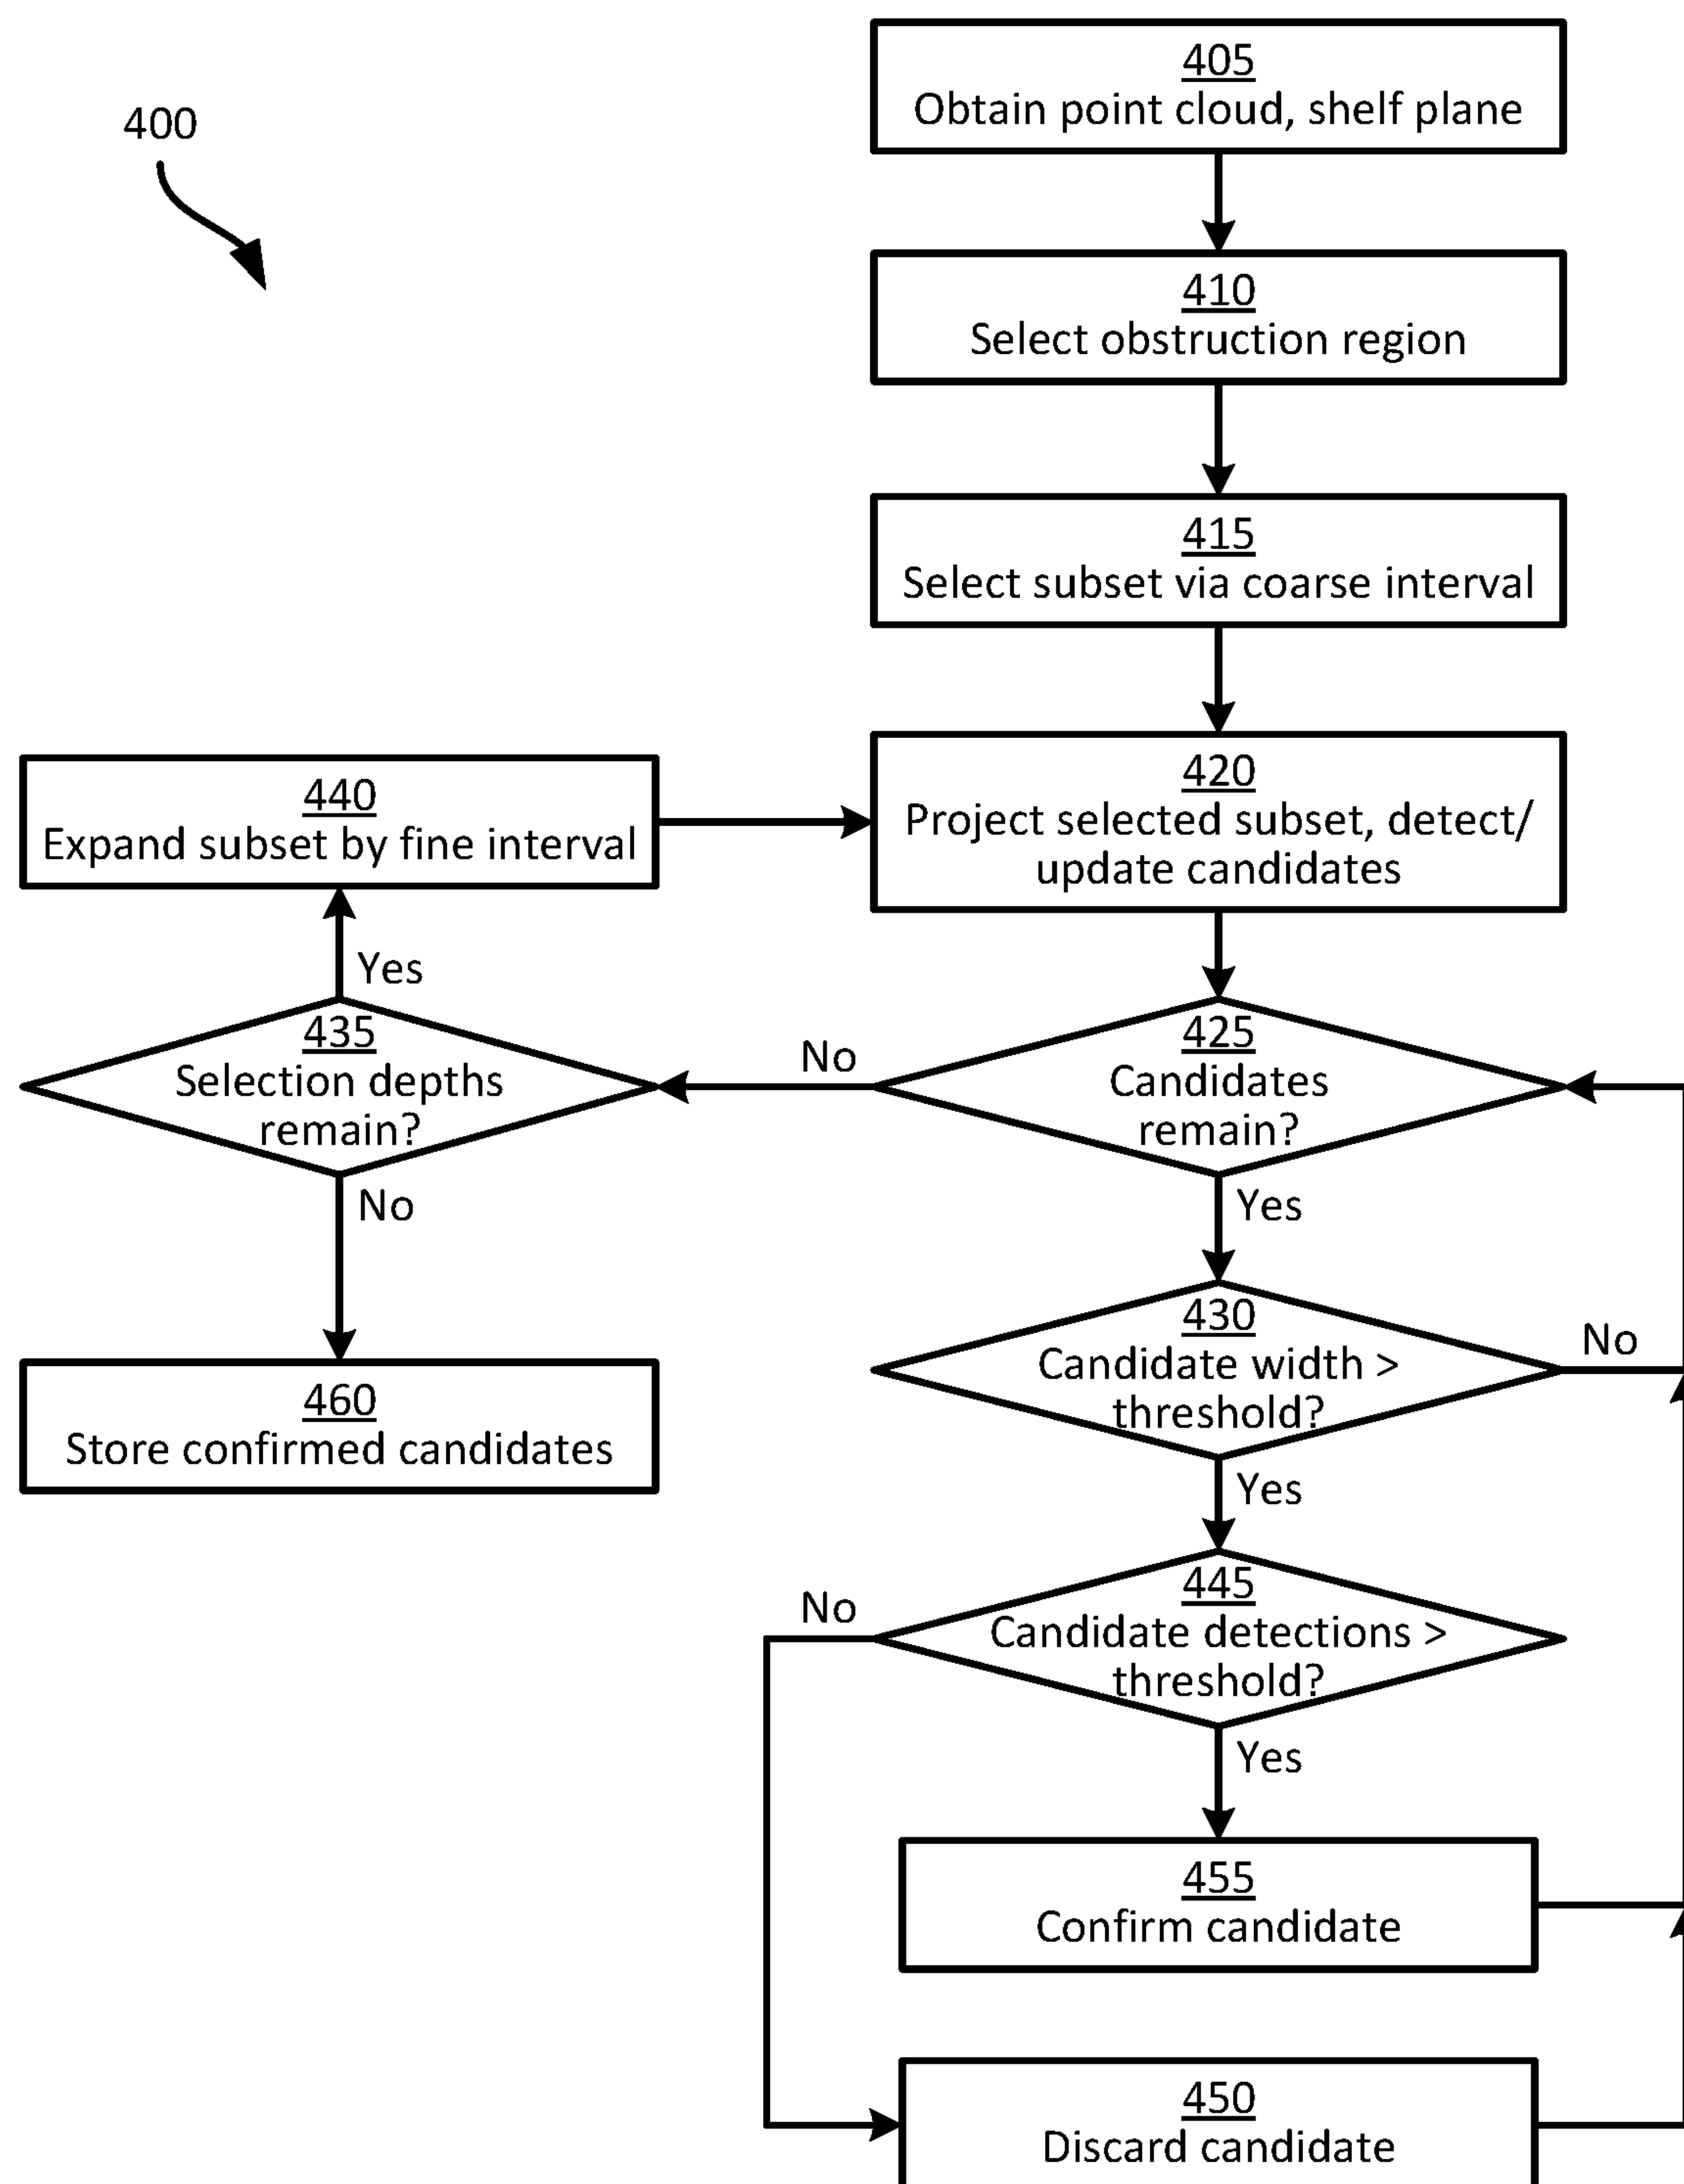 400
405
Obtain point cloud, shelf plane
410
Select obstruction region
415
Select subset via coarse interval
440
Expand subset by fine interval
420
Project selected subset, detect/
update candidates
Yes
435
Selection depths
remain?
No
425
Candidates
remain?
No
Yes
430
Candidate width >
threshold?
No
460
Store confirmed candidates
Yes
445
Candidate detections >
threshold?
No
Yes
455
Confirm candidate
450
Discard candidate